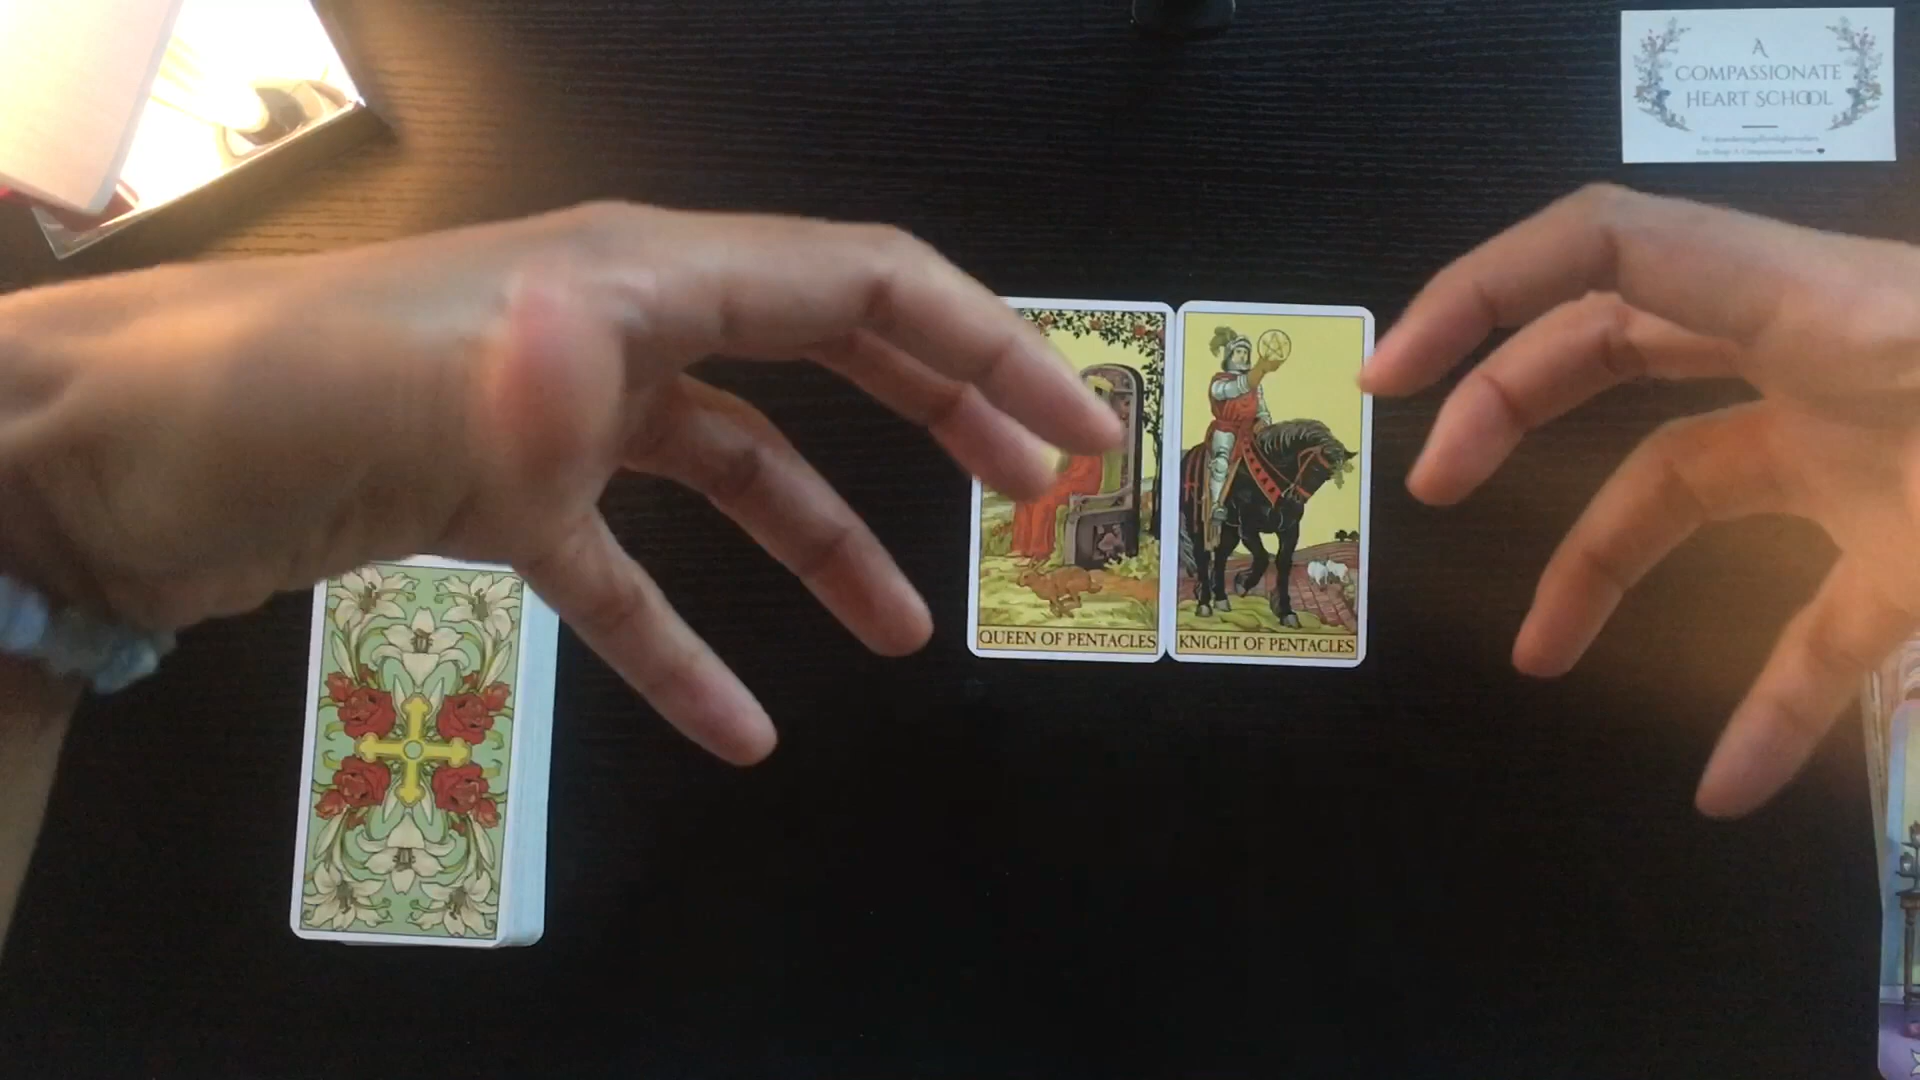 A
COMPASSIONATE
HEART SCHOOL
QUEEN OF PENTACLES
KNIGHT OF PENTACLES